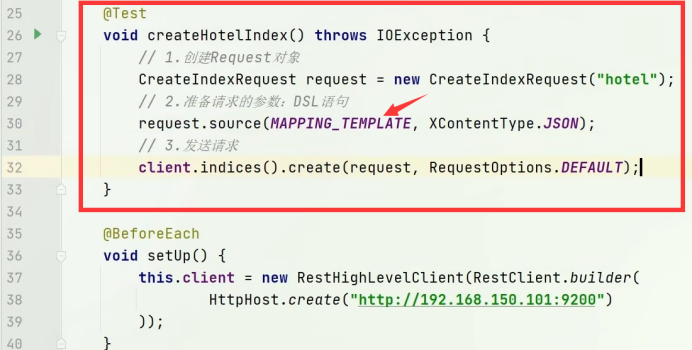 25 @Test
26 void createHotelIndex() throws IOException {
27 // 1.创建Request对象
28 CreateIndexRequest request = new CreateIndexRequest("hotel");
29 // 2.准备请求的参数：DSL语句
30 request.source(MAPPING_TEMPLATE, XContentType.JSON);
31 // 3.发送请求
32 client.indices().create(request, RequestOptions.DEFAULT);
33 }
34
35 @BeforeEach
36 void setUp() {
37 this.client = new RestHighLevelClient(RestClient.builder(
38 HttpHost.create("http://192.168.150.101:9200")
39 ));
40 }